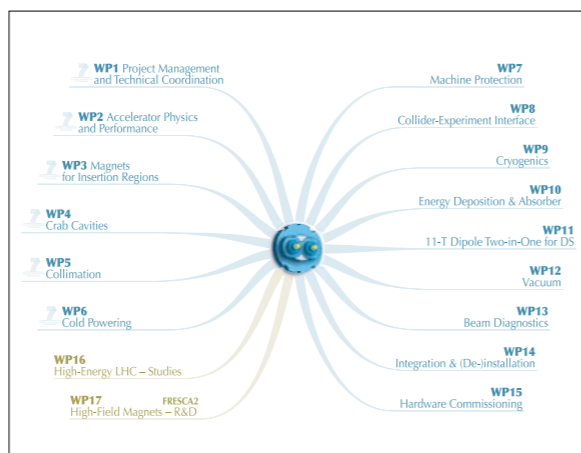 WP1 Project Management
and Technical Coordination
WP2 Accelerator Physics
and Performance
WP3 Magnets
for Insertion Regions
WP4
Crab Cavities
WP5
Collimation
WP6
Cold Powering
WP16
High-Energy LHC – Studies
WP17 FRESCA2
High-Field Magnets – R&D
WP7
Machine Protection
WP8
Collider-Experiment Interface
WP9
Cryogenics
WP10
Energy Deposition & Absorber
WP11
11-T Dipole Two-in-One for DS
WP12
Vacuum
WP13
Beam Diagnostics
WP14
Integration & (De-)installation
WP15
Hardware Commissioning